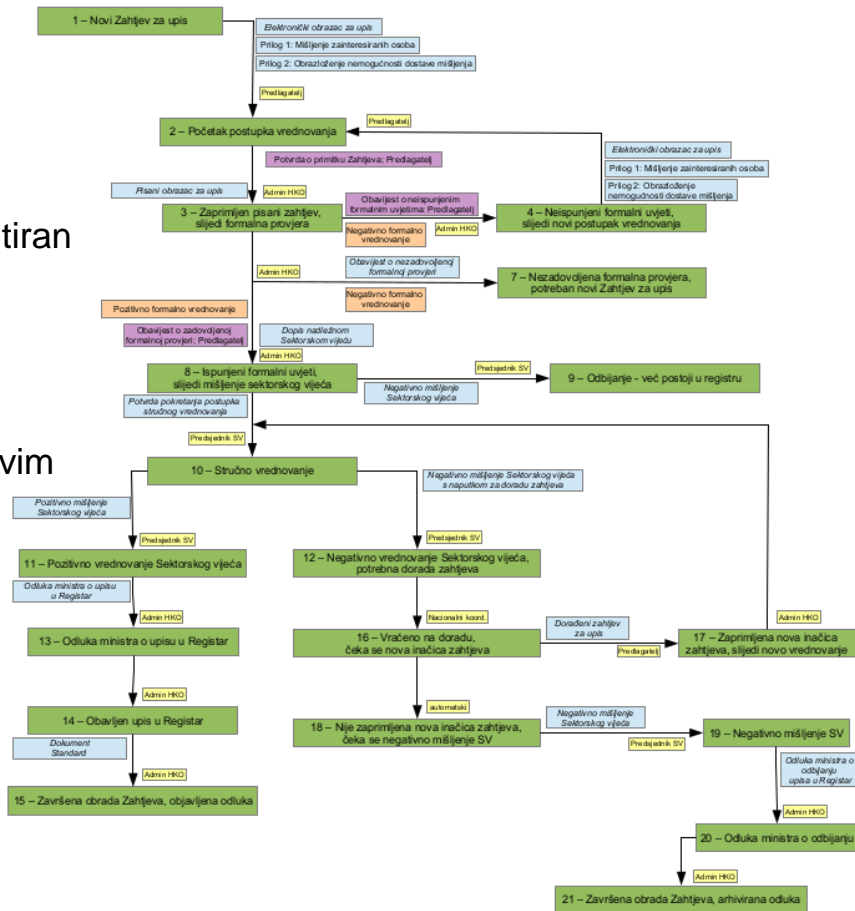 1 – Novi Zahtjev za upis
Elektronički obrazac za upis
Prilog 1: Mišljenje zainteresiranih osoba
Prilog 2: Obrazloženje nemogućnosti dostave mišljenja
Predlagatelj
2 – Početak postupka vrednovanja
Predlagatelj
Elektronički obrazac za upis
Prilog 1: Mišljenje zainteresiranih osoba
Prilog 2: Obrazloženje
nemogućnosti dostave mišljenja
Potvrda o primitku Zahtjeva; Predlagatelj
Pisani obrazac za upis
Admin HKO
tiran
3 – Zaprimljen pisani zahtjev,
slijedi formalna provjera
Obavijest o neispunjenim
formalnim uvjetima: Predlagatelj
Negativno formalno
vrednovanje
Admin HKO
4 – Neispunjeni formalni uvjeti,
slijedi novi postupak vrednovanja
Obavijest o nezadovoljenoj
formalnoj provjeri
Admin HKO
Negativno formalno
vrednovanje
7 – Nezadovoljena formalna provjera,
potreban novi Zahtjev za upis
Pozitivno formalno vrednovanje
Obavijest o zadovoljenoj
formalnoj provjeri; Predlagatelj
Dopis nadležnom
Sektorskom vijeću
Admin HKO
8 – Ispunjeni formalni uvjeti,
slijedi mišljenje sektorskog vijeća
Predsjednik SV
Negativno mišljenje
Sektorskog vijeća
9 – Odbijanje - već postoji u registru
Potvrda pokretanja postupka
stručnog vrednovanja
Predsjednik SV
vim
10 – Stručno vrednovanje
Negativno mišljenje Sektorskog vijeća
s naputkom za doradu zahtjeva
Pozitivno mišljenje
Sektorskog vijeća
Predsjednik SV
Predsjednik SV
11 – Pozitivno vrednovanje Sektorskog vijeća
12 – Negativno vrednovanje Sektorskog vijeća,
potrebna dorada zahtjeva
Odluka ministra o upisu
u Registar
Admin HKO
Nacionalni koord.
Admin HKO
13 – Odluka ministra o upisu u Registar
16 – Vraćeno na doradu,
čeka se nova inačica zahtjeva
Dorađeni zahtjev
za upis
Predlagatelj
17 – Zaprimljena nova inačica
zahtjeva, slijedi novo vrednovanje
Admin HKO
automatski
14 – Obavljen upis u Registar
18 – Nije zaprimljena nova inačica zahtjeva,
čeka se negativno mišljenje SV
Negativno mišljenje
Sektorskog vijeća
Predsjednik SV
19 – Negativno mišljenje SV
Dokument
Standard
Admin HKO
Odluka ministra o
odbijanju
upisa u Registar
15 – Završena obrada Zahtjeva, objavljena odluka
Admin HKO
20 – Odluka ministra o odbijanju
Admin HKO
21 – Završena obrada Zahtjeva, arhivirana odluka